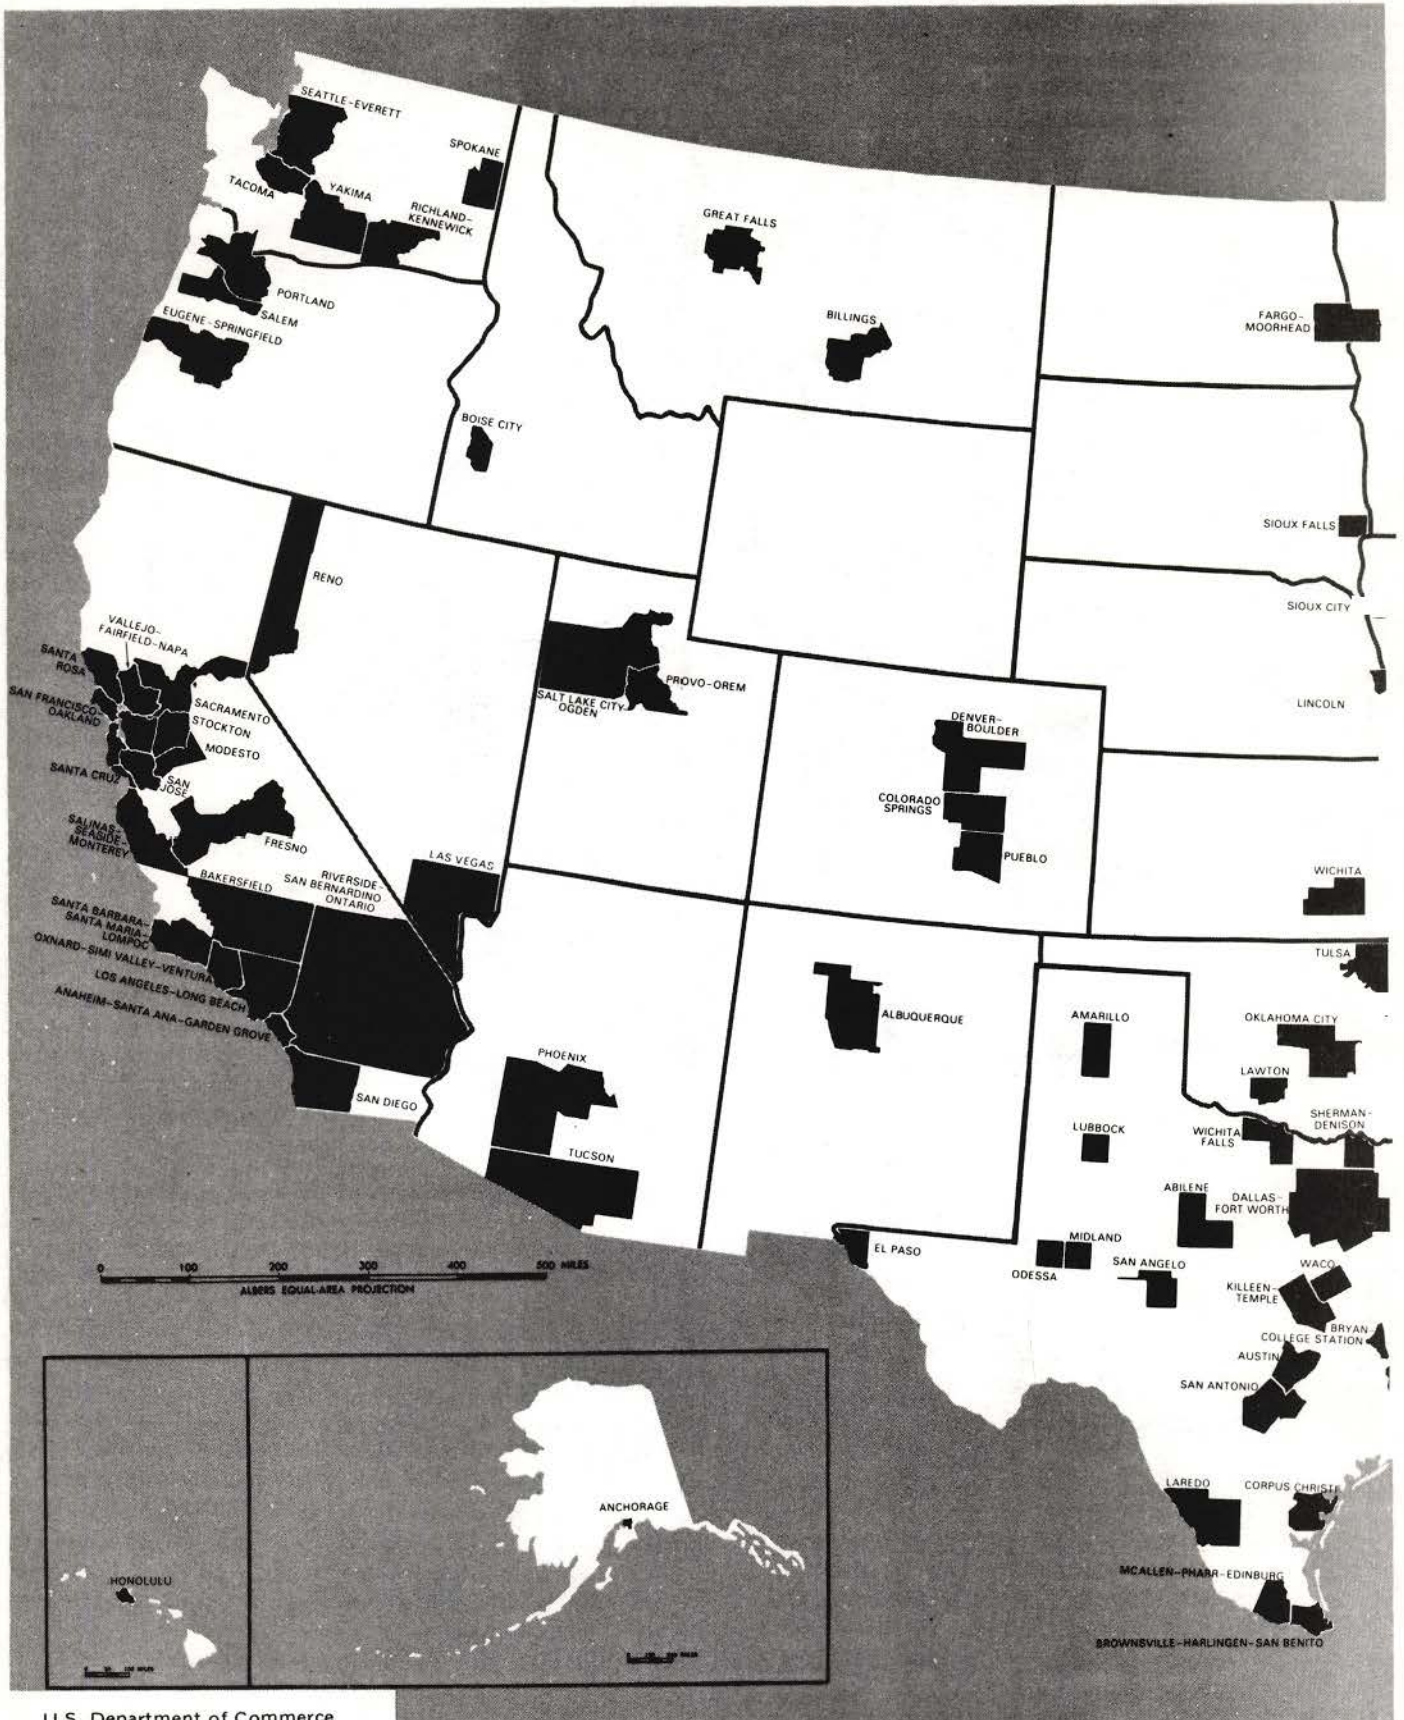 SEATTLE-EVERETT
SPOKANE
TACOMA
YAKIMA
RICHLAND-
KENNEWICK
GREAT FALLS
PORTLAND
SALEM
EUGENE-SPRINGFIELD
BILLINGS
FARGO-
MOORHEAD
BOISE CITY
SIOUX FALLS
RENO
SIOUX CITY
VALLEJO-
FAIRFIELD-NAPA
SANTA
ROSA
SAN FRANCISCO-
OAKLAND
SACRAMENTO
STOCKTON
MODESTO
SANTA CRUZ
SAN
JOSE
SALT LAKE CITY-
OGDEN
PROVO-OREM
LINCOLN
DENVER-
BOULDER
COLORADO
SPRINGS
PUEBLO
SALINAS-
SEASIDE-
MONTEREY
FRESNO
LAS VEGAS
BAKERSFIELD
RIVERSIDE-
SAN BERNARDINO
ONTARIO
WICHITA
SANTA BARBARA-
SANTA MARIA-
LOMPOC
OXNARD-SIMI VALLEY-VENTURA
LOS ANGELES-LONG BEACH
ANAHEIM-SANTA ANA-GARDEN GROVE
TULSA
ALBUQUERQUE
AMARILLO
OKLAHOMA CITY
LAWTON
PHOENIX
SAN DIEGO
LUBBOCK
WICHITA
FALLS
SHERMAN-
DENISON
TUCSON
ABILENE
DALLAS-
FORT WORTH
EL PASO
MIDLAND
ODESSA
SAN ANGELO
WACO
KILLEEN-
TEMPLE
BRYAN-
COLLEGE STATION
AUSTIN
SAN ANTONIO
0 100 200 300 400 500 MILES
ALBERS EQUAL-AREA PROJECTION
LAREDO
CORPUS CHRISTI
ANCHORAGE
HONOLULU
MCALLEN-PHARR-EDINBURG
BROWNSVILLE-HARLINGEN-SAN BENITO
U.S. Department of Commerce